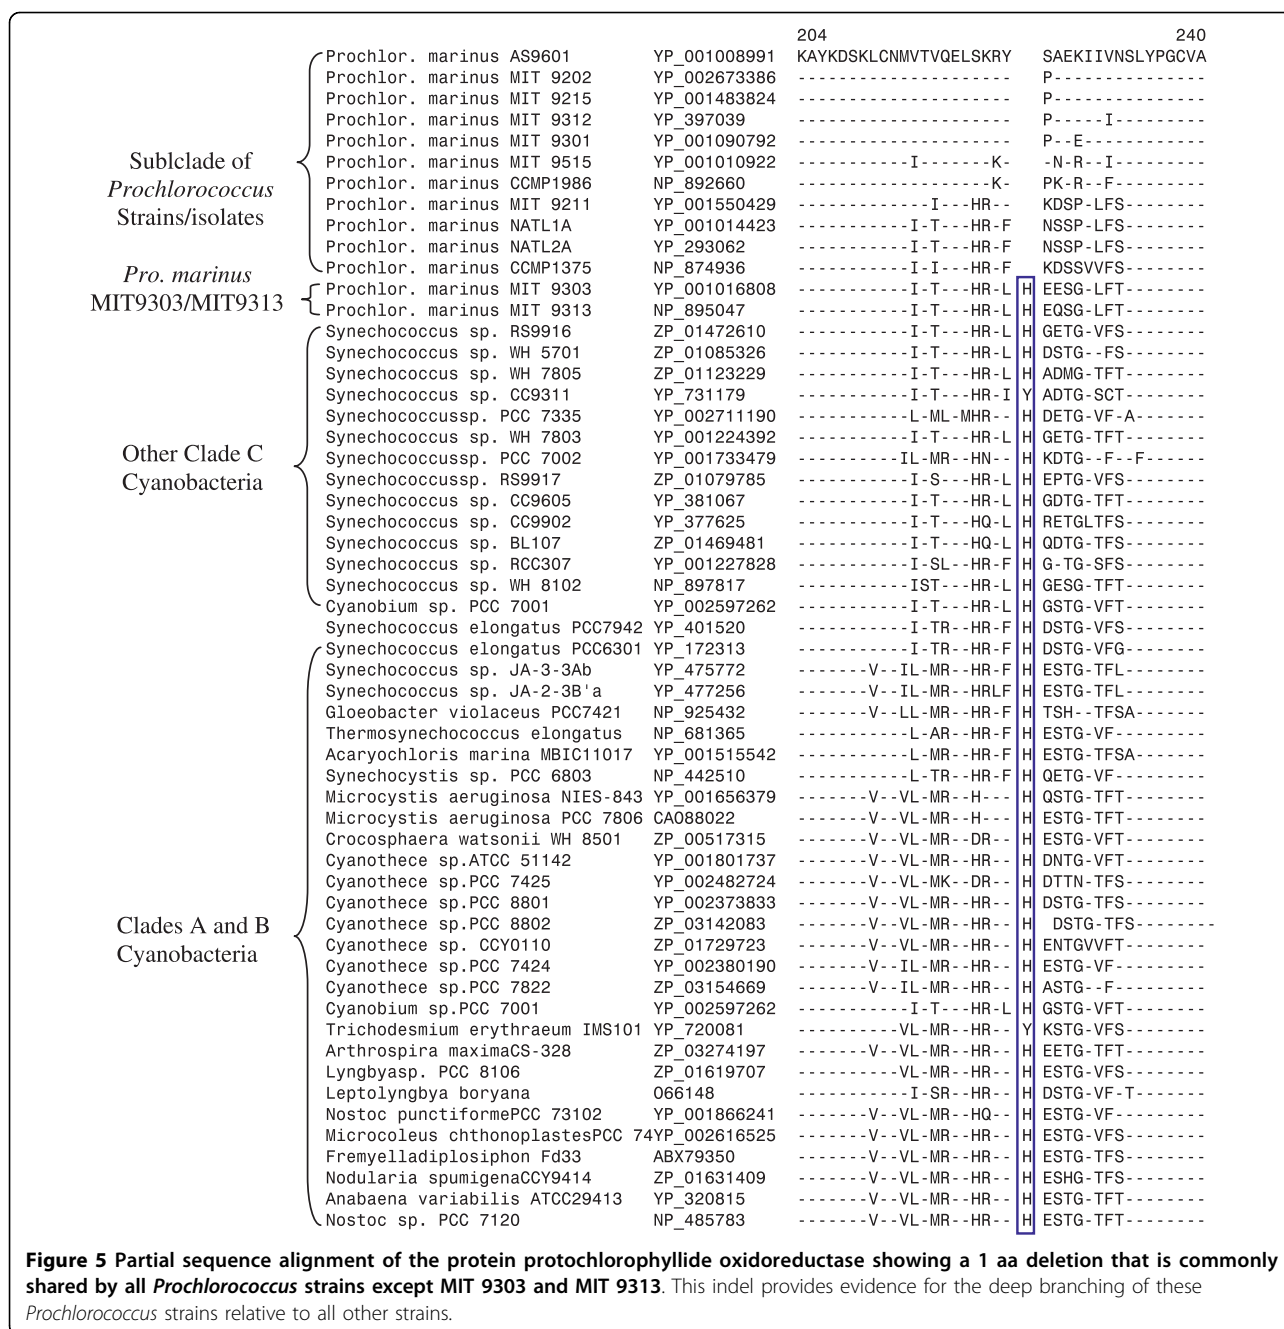 204 240
Prochlor. marinus AS9601 YP_001008991 KAYKDSKLCNMVTVQELSKRY SAEKIIVNSLYPGCVA
Prochlor. marinus MIT 9202 YP_002673386 --------------------- P---------------
Prochlor. marinus MIT 9215 YP_001483824 --------------------- P---------------
Prochlor. marinus MIT 9312 YP_397039 --------------------- P-----I---------
Prochlor. marinus MIT 9301 YP_001090792 --------------------- P--E------------
Sublclade of
Prochlorococcus
Strains/isolates
Prochlor. marinus MIT 9515 YP_001010922 -----------I-------K- -N-R--I---------
Prochlor. marinus CCMP1986 NP_892660 -------------------K- PK-R--F---------
Prochlor. marinus MIT 9211 YP_001550429 -------------I---HR-- KDSP-LFS--------
Prochlor. marinus NATL1A YP_001014423 -----------I-T---HR-F NSSP-LFS--------
Prochlor. marinus NATL2A YP_293062 -----------I-T---HR-F NSSP-LFS--------
Prochlor. marinus CCMP1375 NP_874936 -----------I-I---HR-F KDSSVVFS--------
Pro. marinus
MIT9303/MIT9313
Prochlor. marinus MIT 9303 YP_001016808 -----------I-T---HR-L H EESG-LFT--------
Prochlor. marinus MIT 9313 NP_895047 -----------I-T---HR-L H EQSG-LFT--------
Synechococcus sp. RS9916 ZP_01472610 -----------I-T---HR-L H GETG-VFS--------
Synechococcus sp. WH 5701 ZP_01085326 -----------I-T---HR-L H DSTG--FS--------
Synechococcus sp. WH 7805 ZP_01123229 -----------I-T---HR-L H ADMG-TFT--------
Synechococcus sp. CC9311 YP_731179 -----------I-T---HR-I Y ADTG-SCT--------
Synechococcussp. PCC 7335 YP_002711190 -----------L-ML-MHR-- H DETG-VF-A-------
Other Clade C
Cyanobacteria
Synechococcus sp. WH 7803 YP_001224392 -----------I-T---HR-L H GETG-TFT--------
Synechococcussp. PCC 7002 YP_001733479 ----------IL-MR--HN-- H KDTG--F--F------
Synechococcussp. RS9917 ZP_01079785 -----------I-S---HR-L H EPTG-VFS--------
Synechococcus sp. CC9605 YP_381067 -----------I-T---HR-L H GDTG-TFT--------
Synechococcus sp. CC9902 YP_377625 -----------I-T---HQ-L H RETGLTFS--------
Synechococcus sp. BL107 ZP_01469481 -----------I-T---HQ-L H QDTG-TFS--------
Synechococcus sp. RCC307 YP_001227828 -----------I-SL--HR-F H G-TG-SFS--------
Synechococcus sp. WH 8102 NP_897817 -----------IST---HR-L H GESG-TFT--------
Cyanobium sp. PCC 7001 YP_002597262 -----------I-T---HR-L H GSTG-VFT--------
Synechococcus elongatus PCC7942 YP_401520 -----------I-TR--HR-F H DSTG-VFS--------
Synechococcus elongatus PCC6301 YP_172313 -----------I-TR--HR-F H DSTG-VFG--------
Synechococcus sp. JA-3-3Ab YP_475772 -------V--IL-MR--HR-F H ESTG-TFL--------
Synechococcus sp. JA-2-3B'a YP_477256 -------V--IL-MR--HRLF H ESTG-TFL--------
Gloeobacter violaceus PCC7421 NP_925432 -------V--LL-MR--HR-F H TSH--TFSA-------
Thermosynechococcus elongatus NP_681365 -----------L-AR--HR-F H ESTG-VF---------
Acaryochloris marina MBIC11017 YP_001515542 -----------L-MR--HR-F H ESTG-TFSA-------
Synechocystis sp. PCC 6803 NP_442510 -----------L-TR--HR-F H QETG-VF---------
Microcystis aeruginosa NIES-843 YP_001656379 -------V--VL-MR--H--- H QSTG-TFT--------
Microcystis aeruginosa PCC 7806 CAO88022 -------V--VL-MR--H--- H ESTG-TFT--------
Crocosphaera watsonii WH 8501 ZP_00517315 -------V--VL-MR--DR-- H ESTG-VFT--------
Cyanothece sp.ATCC 51142 YP_001801737 -------V--VL-MR--HR-- H DNTG-VFT--------
Cyanothece sp.PCC 7425 YP_002482724 -------V--VL-MK--DR-- H DTTN-TFS--------
Cyanothece sp.PCC 8801 YP_002373833 -------V--VL-MR--HR-- H DSTG-TFS--------
Clades A and B
Cyanobacteria
Cyanothece sp.PCC 8802 ZP_03142083 -------V--VL-MR--HR-- H DSTG-TFS--------
Cyanothece sp. CCY0110 ZP_01729723 -------V--VL-MR--HR-- H ENTGVVFT--------
Cyanothece sp.PCC 7424 YP_002380190 -------V--IL-MR--HR-- H ESTG-VF---------
Cyanothece sp.PCC 7822 ZP_03154669 -------V--IL-MR--HR-- H ASTG--F---------
Cyanobium sp.PCC 7001 YP_002597262 -----------I-T---HR-L H GSTG-VFT--------
Trichodesmium erythraeum IMS101 YP_720081 ----------VL-MR--HR-- Y KSTG-VFS--------
Arthrospira maximaCS-328 ZP_03274197 -------V--VL-MR--HR-- H EETG-TFT--------
Lyngbyasp. PCC 8106 ZP_01619707 ----------VL-MR--HR-- H ESTG-VFS--------
Leptolyngbya boryana O66148 -----------I-SR--HR-- H DSTG-VF-T-------
Nostoc punctiformePCC 73102 YP_001866241 -------V--VL-MR--HQ-- H ESTG-VF---------
Microcoleus chthonoplastesPCC 74YP_002616525 -------V--VL-MR--HR-- H ESTG-VFS--------
Fremyelladiplosiphon Fd33 ABX79350 -------V--VL-MR--HR-- H ESTG-TFS--------
Nodularia spumigenaCCY9414 ZP_01631409 -------V--VL-MR--HR-- H ESHG-TFS--------
Anabaena variabilis ATCC29413 YP_320815 -------V--VL-MR--HR-- H ESTG-TFT--------
Nostoc sp. PCC 7120 NP_485783 -------V--VL-MR--HR-- H ESTG-TFT--------
Figure 5 Partial sequence alignment of the protein protochlorophyllide oxidoreductase showing a 1 aa deletion that is commonly
shared by all Prochlorococcus strains except MIT 9303 and MIT 9313. This indel provides evidence for the deep branching of these
Prochlorococcus strains relative to all other strains.